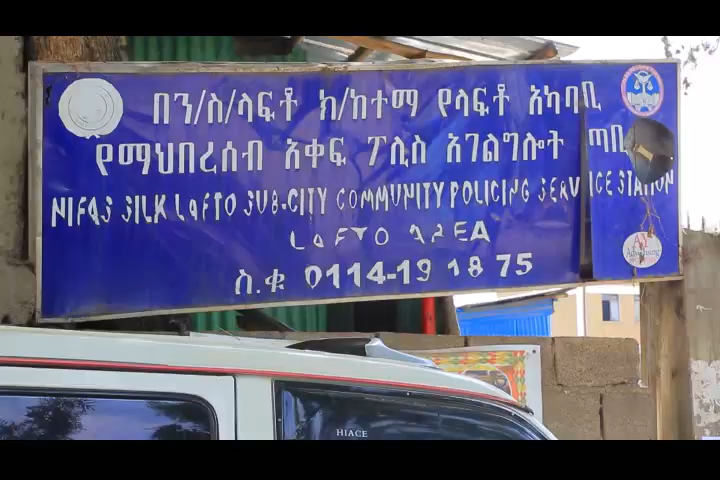 በን/ስ/ላፍቶ ክ/ከተማ የላፍቶ አካባቢ
የማህበረሰብ አቀፍ ፖሊስ አገልግሎት ጣቢ
NIFAS SILK LAFTO SUB-CITY COMMUNITY POLICING SERVICE STATION
LAFTO AREA
ስ.ቁ 0114-19 18 75
Advertising
HIACE